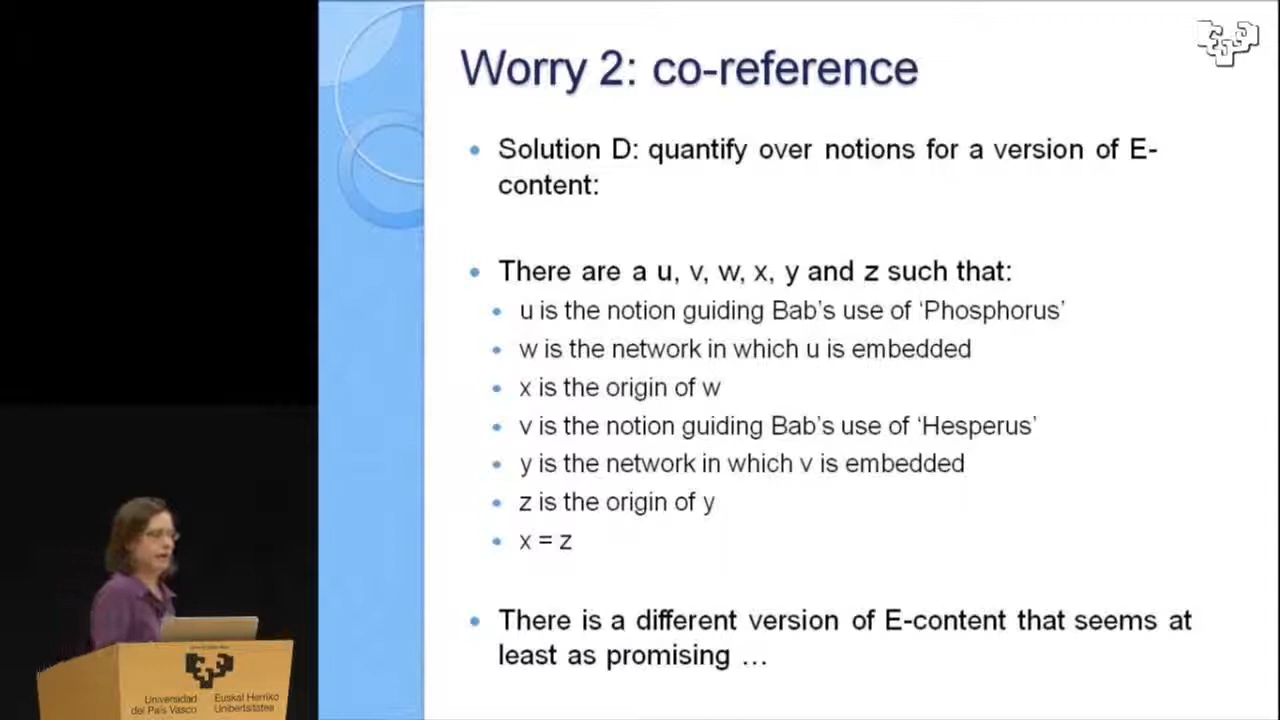 Worry 2: co-reference
Solution D: quantify over notions for a version of E-
content:
There are a u, v, w, x, y and z such that:
u is the notion guiding Bab's use of ‘Phosphorus’
w is the network in which u is embedded
x is the origin of w
v is the notion guiding Bab's use of ‘Hesperus’
y is the network in which v is embedded
z is the origin of y
x = z
There is a different version of E-content that seems at
least as promising …
Universidad
del País Vasco
Euskal Herriko
Unibertsitatea